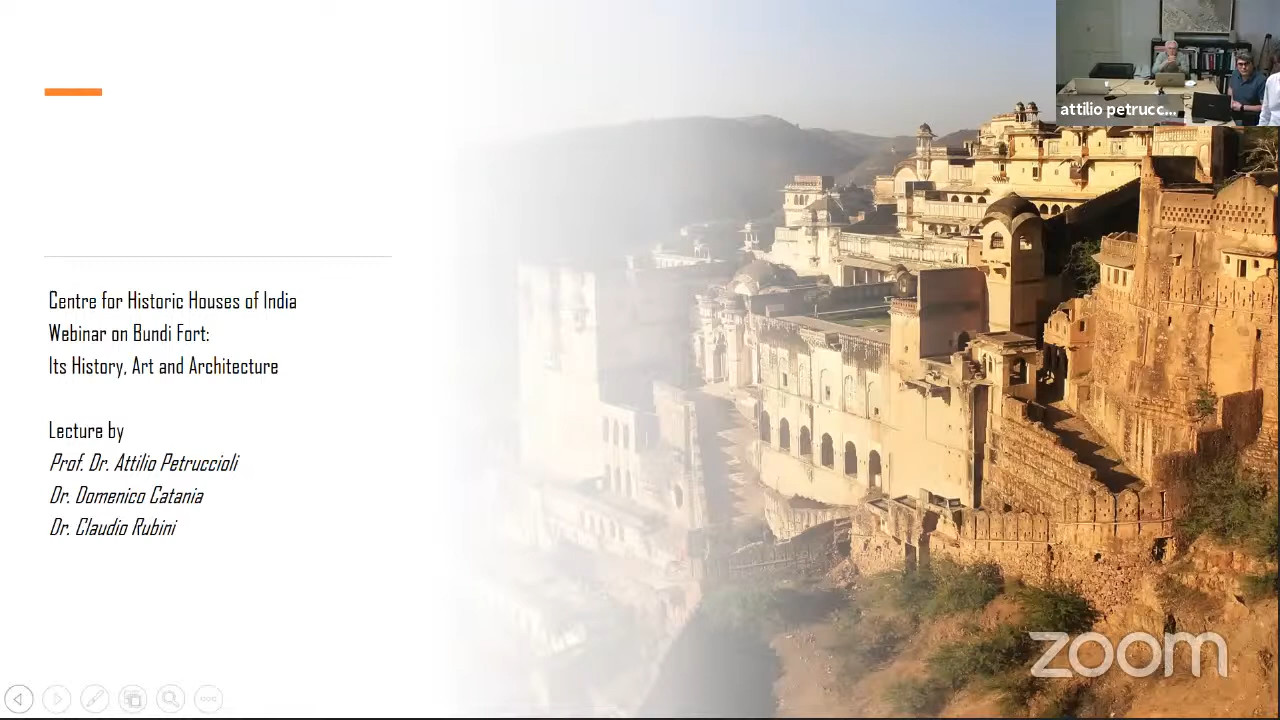 attilio petrucc...
Centre for Historic Houses of India
Webinar on Bundi Fort:
Its History, Art and Architecture
Lecture by
Prof. Dr. Attilio Petruccioli
Dr. Domenico Catania
Dr. Claudio Rubini
zoom